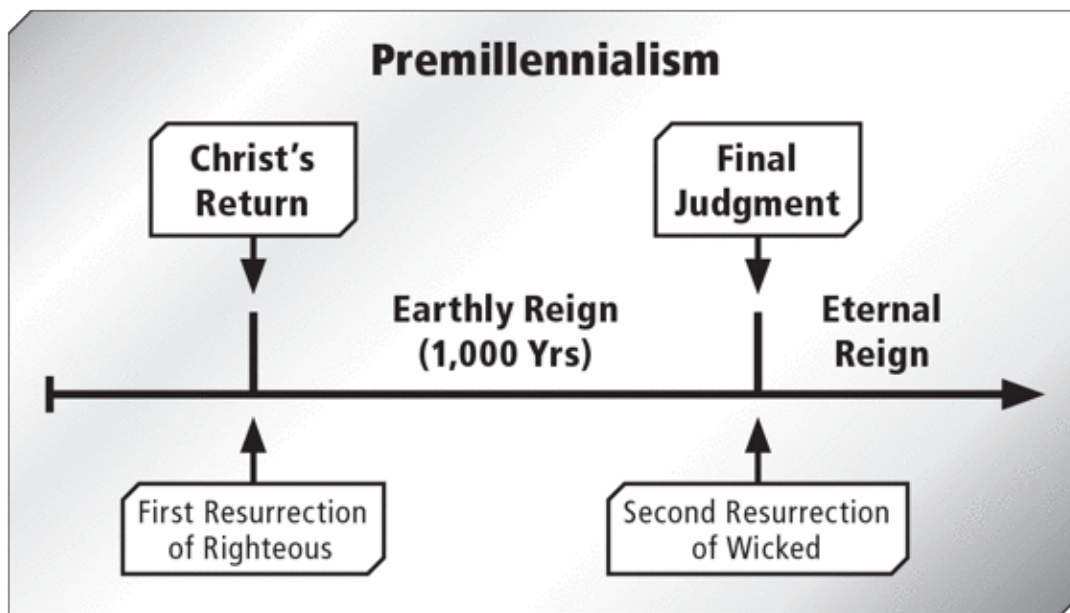 Premillennialism
Christ's
Return
Final
Judgment
Earthly Reign
(1,000 Yrs)
Eternal
Reign
First Resurrection
of Righteous
Second Resurrection
of Wicked